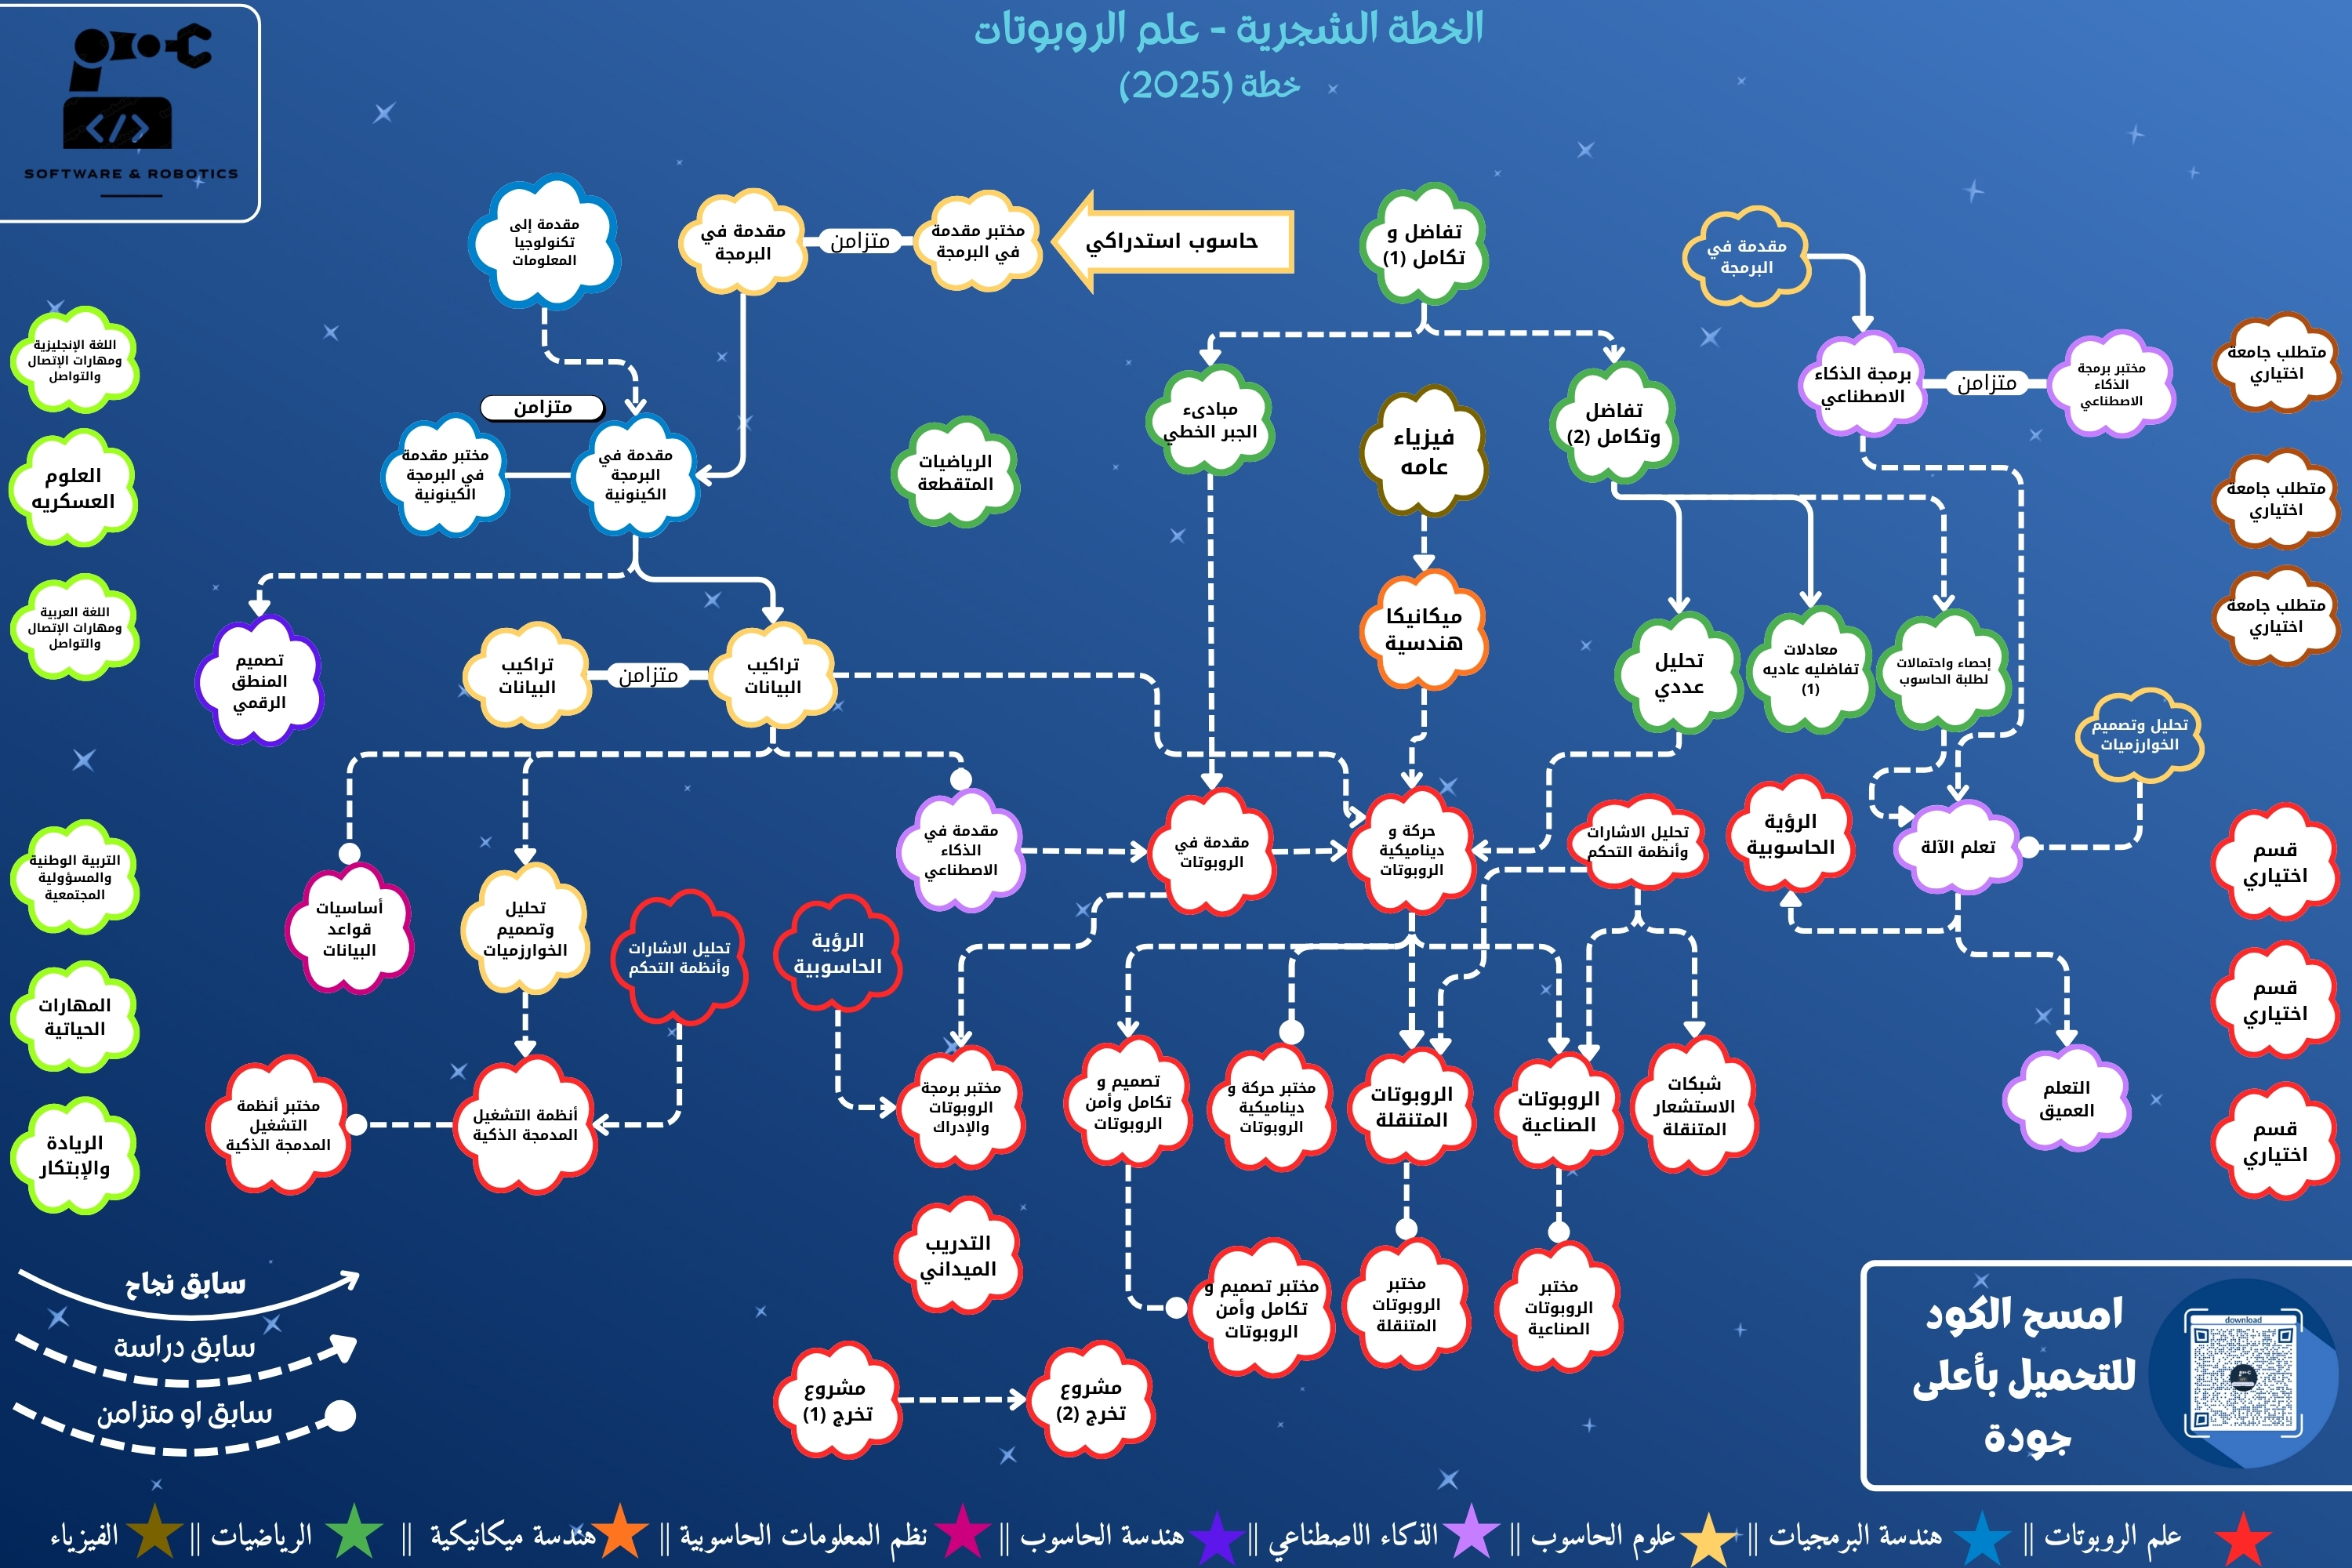 الخطة الشجرية - علم الروبوتات
خطة (2025)
SOFTWARE & ROBOTICS
مقدمة إلى
تكنولوجيا
المعلومات
مقدمة في
البرمجة
متزامن
مختبر مقدمة
في البرمجة
حاسوب استدراكي
تفاضل و
تكامل (1)
مقدمة في
البرمجة
اللغة الإنجليزية
ومهارات الإتصال
والتواصل
العلوم
العسكريه
اللغة العربية
ومهارات الإتصال
والتواصل
التربية الوطنية
والمسؤولية
المجتمعية
المهارات
الحياتية
الريادة
والإبتكار
متزامن
مختبر مقدمة
في البرمجة
الكينونية
مقدمة في
البرمجة
الكينونية
الرياضيات
المتقطعة
مبادىء
الجبر الخطي
فيزياء
عامه
تفاضل
وتكامل (2)
برمجة الذكاء
الاصطناعي
متزامن
مختبر برمجة
الذكاء
الاصطناعي
متطلب جامعة
اختياري
متطلب جامعة
اختياري
متطلب جامعة
اختياري
تصميم
المنطق
الرقمي
تراكيب
البيانات
متزامن
تراكيب
البيانات
ميكانيكا
هندسية
تحليل
عددي
معادلات
تفاضليه عاديه
(1)
إحصاء واحتمالات
لطلبة الحاسوب
تحليل وتصميم
الخوارزميات
أساسيات
قواعد
البيانات
تحليل
وتصميم
الخوارزميات
تحليل الاشارات
وأنظمة التحكم
الرؤية
الحاسوبية
مقدمة في
الذكاء
الاصطناعي
مقدمة في
الروبوتات
حركة و
ديناميكية
الروبوتات
تحليل الاشارات
وأنظمة التحكم
الرؤية
الحاسوبية
تعلم الآلة
قسم
اختياري
قسم
اختياري
قسم
اختياري
مختبر أنظمة
التشغيل
المدمجة الذكية
أنظمة التشغيل
المدمجة الذكية
مختبر برمجة
الروبوتات
والإدراك
تصميم و
تكامل وأمن
الروبوتات
مختبر حركة و
ديناميكية
الروبوتات
الروبوتات
المتنقلة
الروبوتات
الصناعية
شبكات
الاستشعار
المتنقلة
التعلم
العميق
التدريب
الميداني
مختبر تصميم و
تكامل وأمن
الروبوتات
مختبر
الروبوتات
المتنقلة
مختبر
الروبوتات
الصناعية
مشروع
تخرج (1)
مشروع
تخرج (2)
سابق نجاح
سابق دراسة
سابق او متزامن
امسح الكود
للتحميل بأعلى
جودة
download
علم الروبوتات || هندسة البرمجيات || علوم الحاسوب || الذكاء الاصطناعي || هندسة الحاسوب || نظم المعلومات الحاسوبية || هندسة ميكانيكية || الرياضيات || الفيزياء